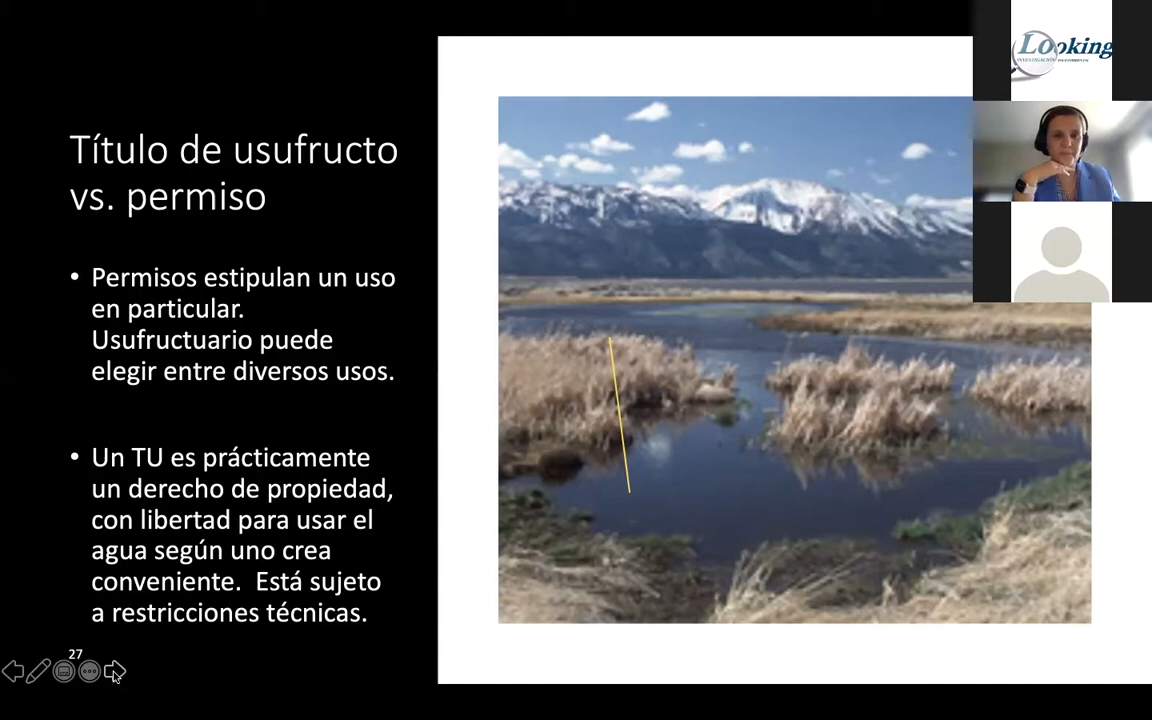 Título de usufructo
vs. permiso
• Permisos estipulan un uso
en particular.
Usufructuario puede
elegir entre diversos usos.
• Un TU es prácticamente
un derecho de propiedad,
con libertad para usar el
agua según uno crea
conveniente.  Está sujeto
a restricciones técnicas.
27
Looking
INVESTIGACIÓN